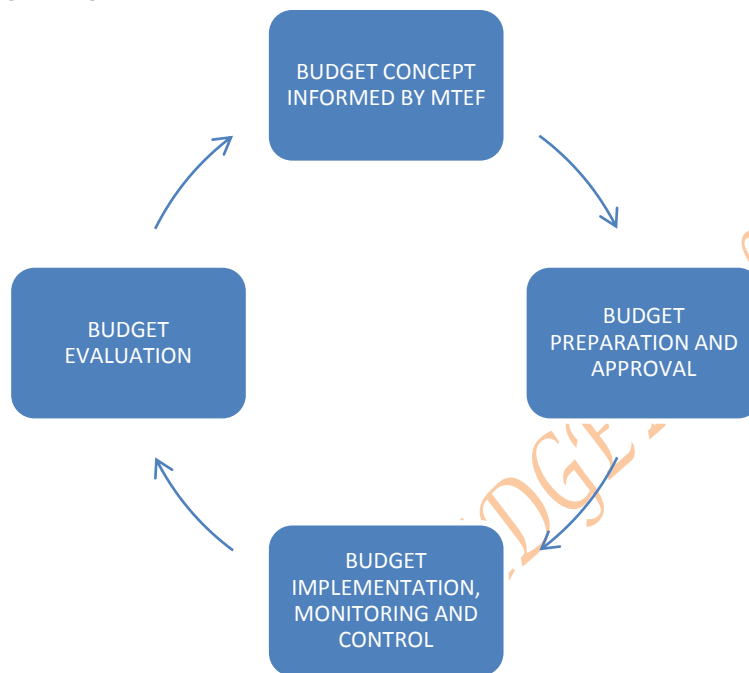 BUDGET CONCEPT
INFORMED BY MTEF
BUDGET
PREPARATION AND
APPROVAL
BUDGET
IMPLEMENTATION,
MONITORING AND
CONTROL
BUDGET
EVALUATION